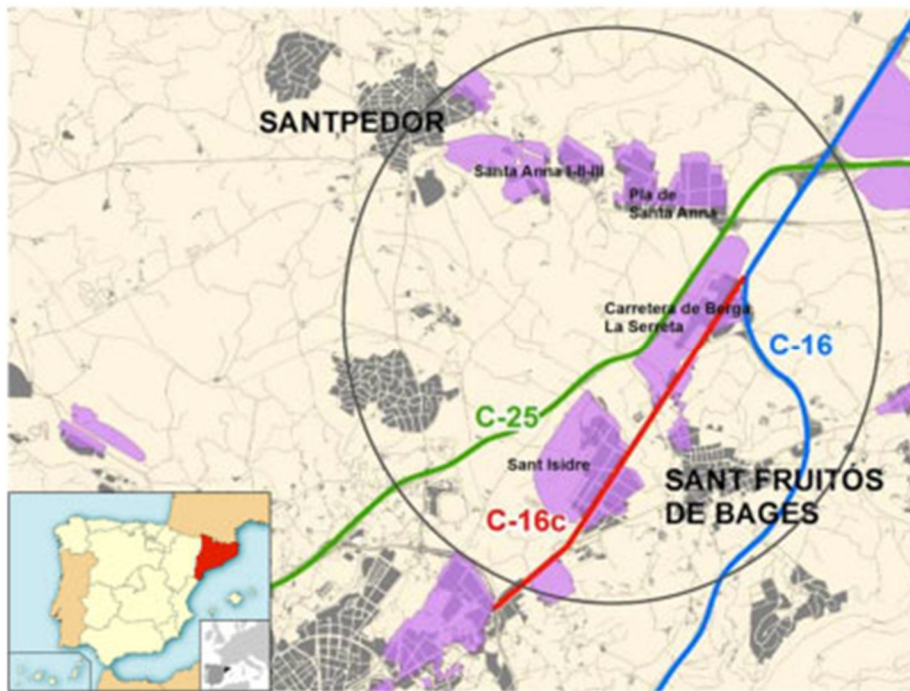 SANTPEDOR
Santa Anna I-II-III
Pla de
Santa Anna
Carretera de Berga
La Serreta
C-16
C-25
Sant Isidre
SANT FRUITÓS
DE BAGES
C-16c